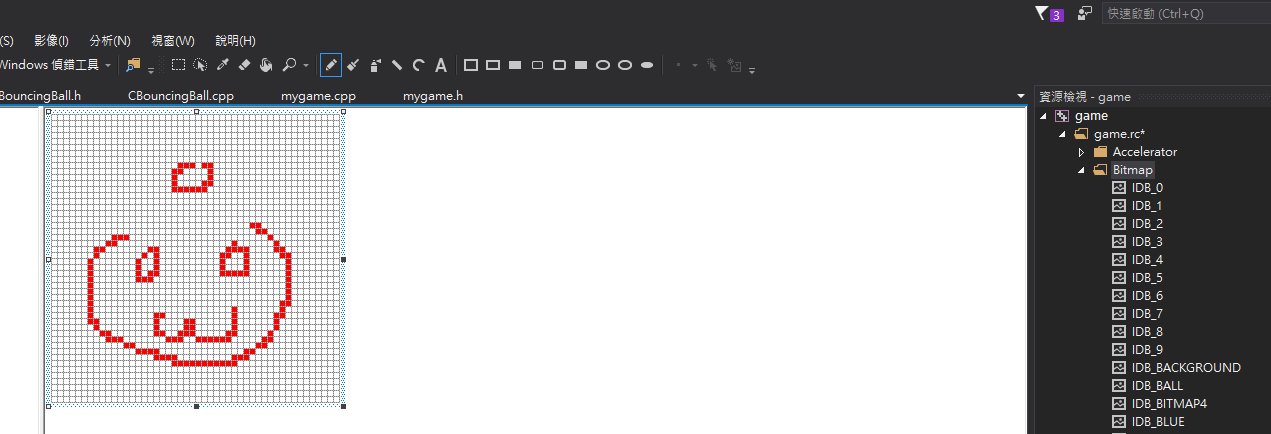 3
快速啟動 (Ctrl+Q)
(S) 影像(I) 分析(N) 視窗(W) 說明(H)
Windows 偵錯工具
BouncingBall.h CBouncingBall.cpp mygame.cpp mygame.h
資源檢視 - game
game
game.rc*
Accelerator
Bitmap
IDB_0
IDB_1
IDB_2
IDB_3
IDB_4
IDB_5
IDB_6
IDB_7
IDB_8
IDB_9
IDB_BACKGROUND
IDB_BALL
IDB_BITMAP4
IDB_BLUE